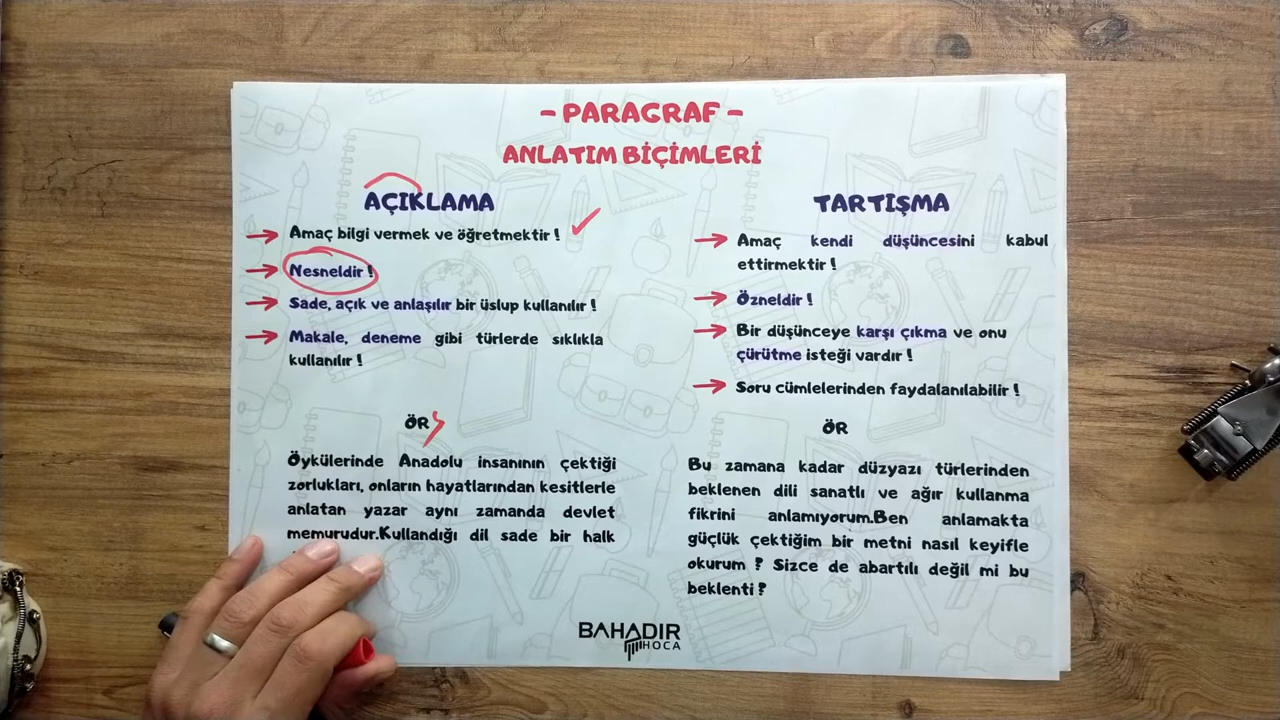 - PARAGRAF -
ANLATIM BİÇİMLERİ
AÇIKLAMA
Amaç bilgi vermek ve öğretmektir !
Nesneldir !
Sade, açık ve anlaşılır bir üslup kullanılır !
Makale, deneme gibi türlerde sıklıkla
kullanılır !
ÖR
Öykülerinde Anadolu insanının çektiği
zorlukları, onların hayatlarından kesitlerle
anlatan yazar aynı zamanda devlet
memurudur.Kullandığı dil sade bir halk
TARTIŞMA
Amaç kendi düşüncesini kabul
ettirmektir !
Özneldir !
Bir düşünceye karşı çıkma ve onu
çürütme isteği vardır !
Soru cümlelerinden faydalanılabilir !
ÖR
Bu zamana kadar düzyazı türlerinden
beklenen dili sanatlı ve ağır kullanma
fikrini anlamıyorum.Ben anlamakta
güçlük çektiğim bir metni nasıl keyifle
okurum ? Sizce de abartılı değil mi bu
beklenti ?
BAHADIR
HOCA